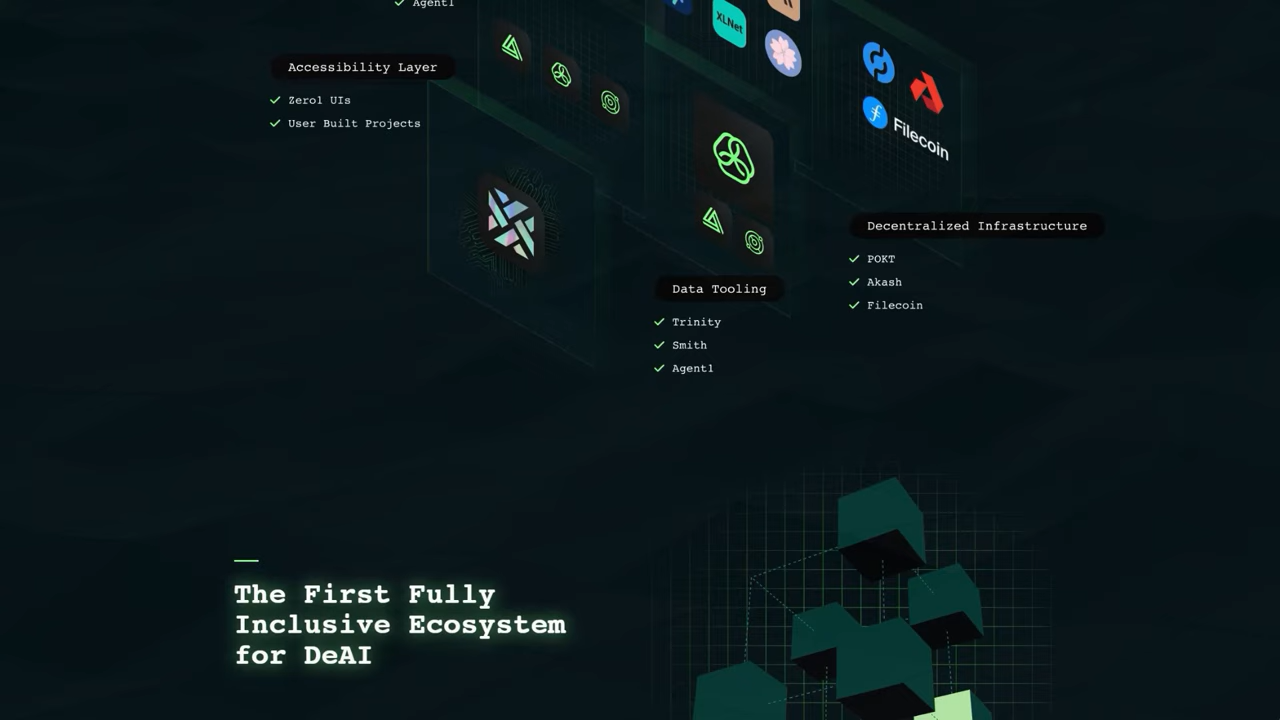 Agent1
XLNet
Accessibility Layer
Zero1 UIs
User Built Projects
Filecoin
Decentralized Infrastructure
POKT
Akash
Filecoin
Data Tooling
Trinity
Smith
Agent1
The First Fully
Inclusive Ecosystem
for DeAI